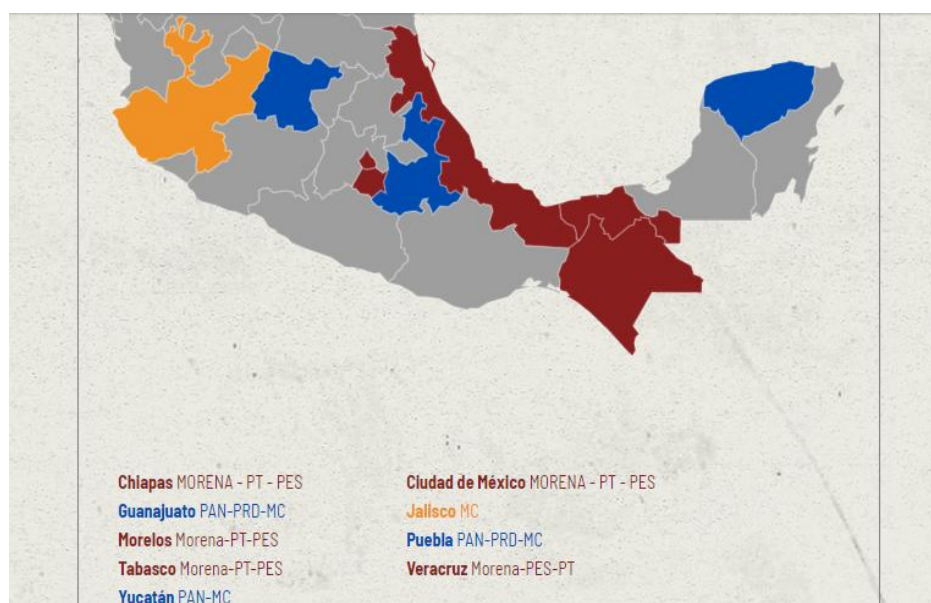 Chiapas MORENA - PT - PES
Ciudad de México MORENA - PT - PES
Guanajuato PAN-PRD-MC
Jalisco MC
Morelos Morena-PT-PES
Puebla PAN-PRD-MC
Tabasco Morena-PT-PES
Veracruz Morena-PES-PT
Yucatán PAN-MC